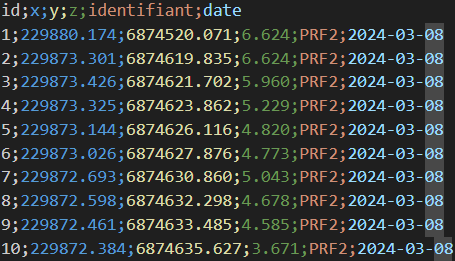 id;x;y;z;identifiant;date
1;229880.174;6874520.071;6.624;PRF2;2024-03-08
2;229873.301;6874619.835;6.624;PRF2;2024-03-08
3;229873.426;6874621.702;5.960;PRF2;2024-03-08
4;229873.325;6874623.862;5.229;PRF2;2024-03-08
5;229873.144;6874626.116;4.820;PRF2;2024-03-08
6;229873.026;6874627.876;4.773;PRF2;2024-03-08
7;229872.693;6874630.860;5.043;PRF2;2024-03-08
8;229872.598;6874632.298;4.678;PRF2;2024-03-08
9;229872.461;6874633.485;4.585;PRF2;2024-03-08
10;229872.384;6874635.627;3.671;PRF2;2024-03-08